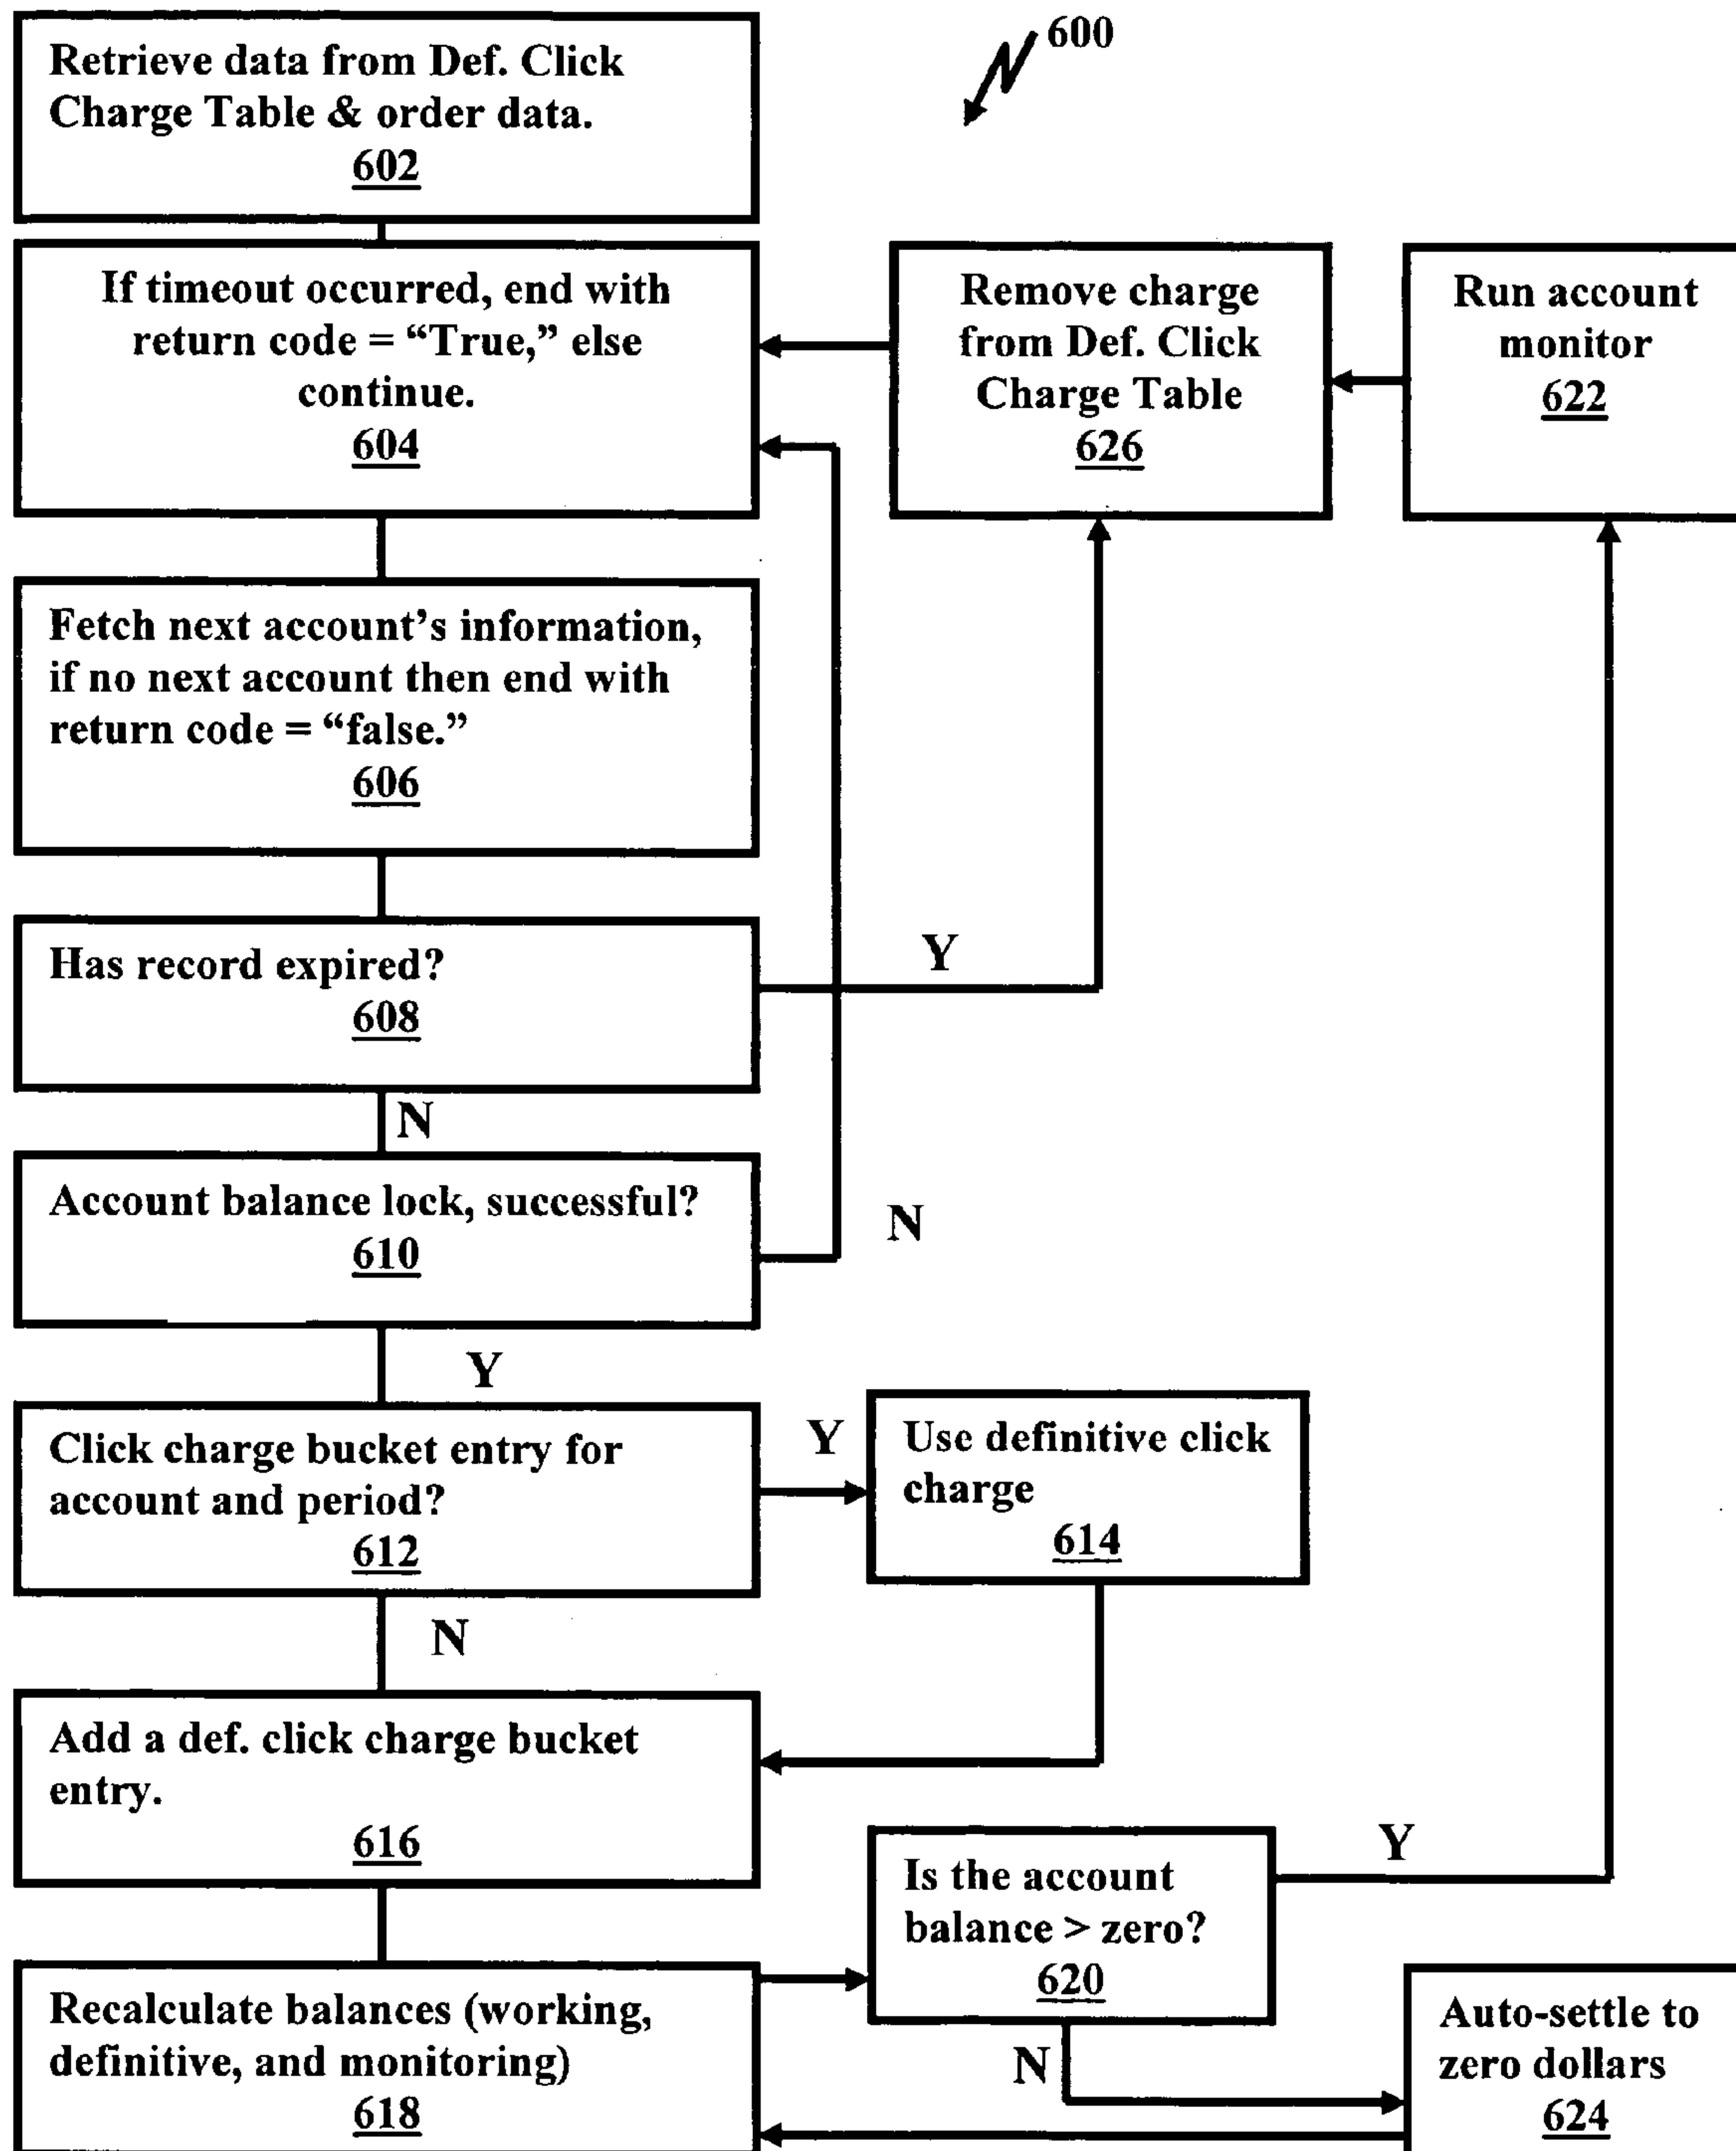 600
Retrieve data from Def. Click
Charge Table & order data.
602
If timeout occurred, end with
return code = “True,” else
continue.
604
Remove charge
from Def. Click
Charge Table
626
Run account
monitor
622
Fetch next account’s information,
if no next account then end with
return code = “false.”
606
Has record expired?
608
Y
N
Account balance lock, successful?
610
N
Y
Click charge bucket entry for
account and period?
612
Y
Use definitive click
charge
614
N
Add a def. click charge bucket
entry.
616
Is the account
balance > zero?
620
Y
N
Recalculate balances (working,
definitive, and monitoring)
618
Auto-settle to
zero dollars
624